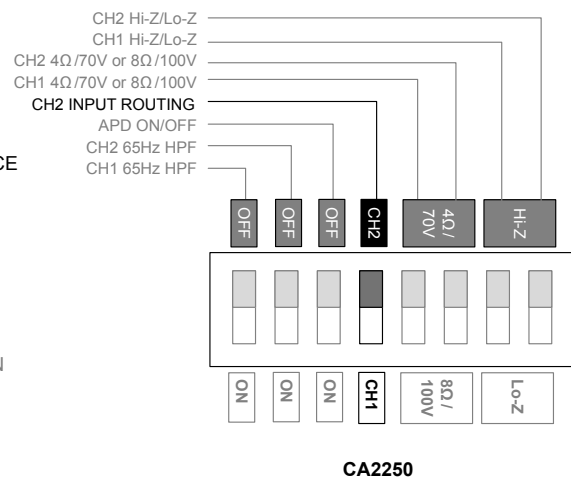 CH2 Hi-Z/Lo-Z
CH1 Hi-Z/Lo-Z
CH2 4Ω/70V or 8Ω/100V
CH1 4Ω/70V or 8Ω/100V
CH2 INPUT ROUTING
APD ON/OFF
CH2 65Hz HPF
CE
CH1 65Hz HPF
OFF
OFF
OFF
CH2
4Ω/
70V
Hi-Z
N
ON
ON
ON
CH1
8Ω/
100V
Lo-Z
CA2250